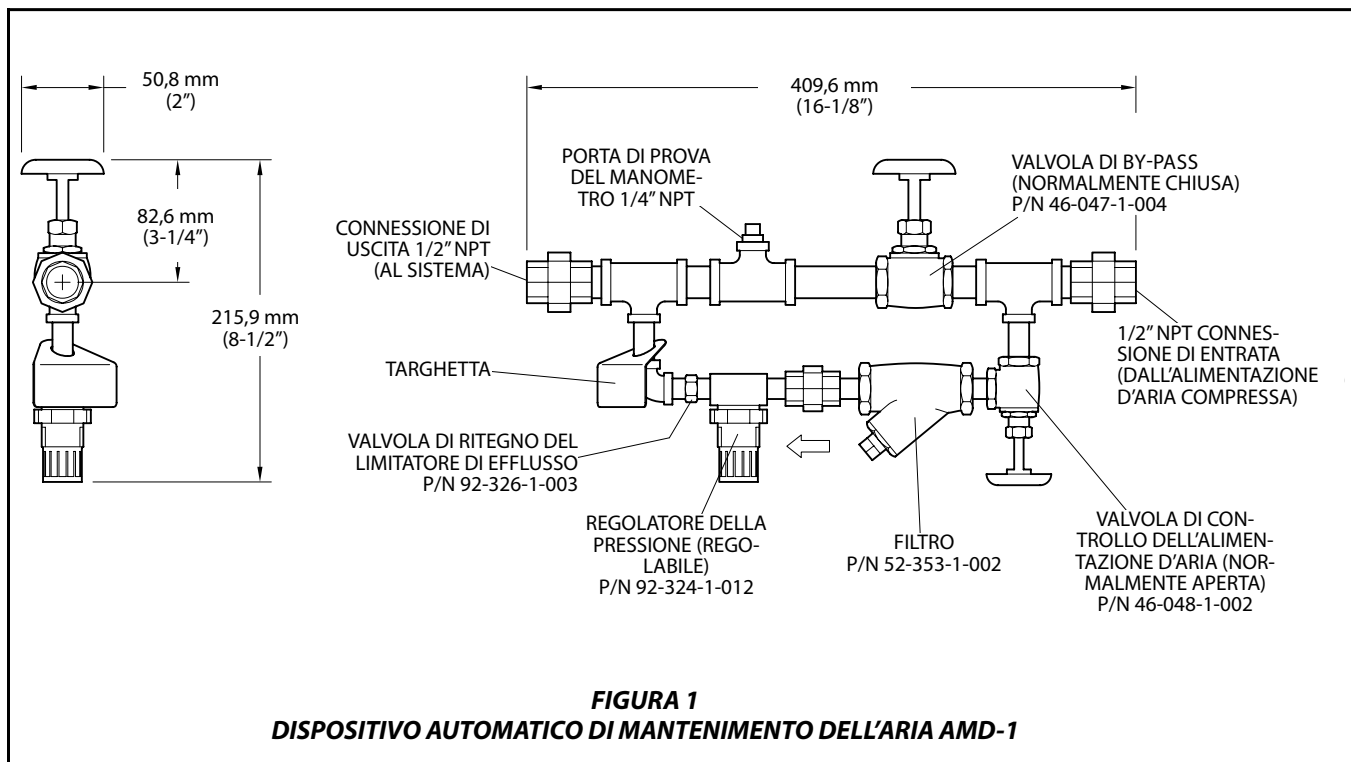 50,8 mm
(2”)
409,6 mm
(16-1/8”)
PORTA DI PROVA
DEL MANOME-
TRO 1/4” NPT
VALVOLA DI BY-PASS
(NORMALMENTE CHIUSA)
P/N 46-047-1-004
82,6 mm
(3-1/4”)
CONNESSIONE DI
USCITA 1/2” NPT
(AL SISTEMA)
215,9 mm
(8-1/2”)
1/2” NPT CONNES-
SIONE DI ENTRATA
(DALL’ALIMENTAZIONE
D’ARIA COMPRESSA)
TARGHETTA
VALVOLA DI RITEGNO DEL
LIMITATORE DI EFFLUSSO
P/N 92-326-1-003
REGOLATORE DELLA
PRESSIONE (REGO-
LABILE)
P/N 92-324-1-012
FILTRO
P/N 52-353-1-002
VALVOLA DI CON-
TROLLO DELL’ALIMEN-
TAZIONE D’ARIA (NOR-
MALMENTE APERTA)
P/N 46-048-1-002
FIGURA 1
DISPOSITIVO AUTOMATICO DI MANTENIMENTO DELL’ARIA AMD-1